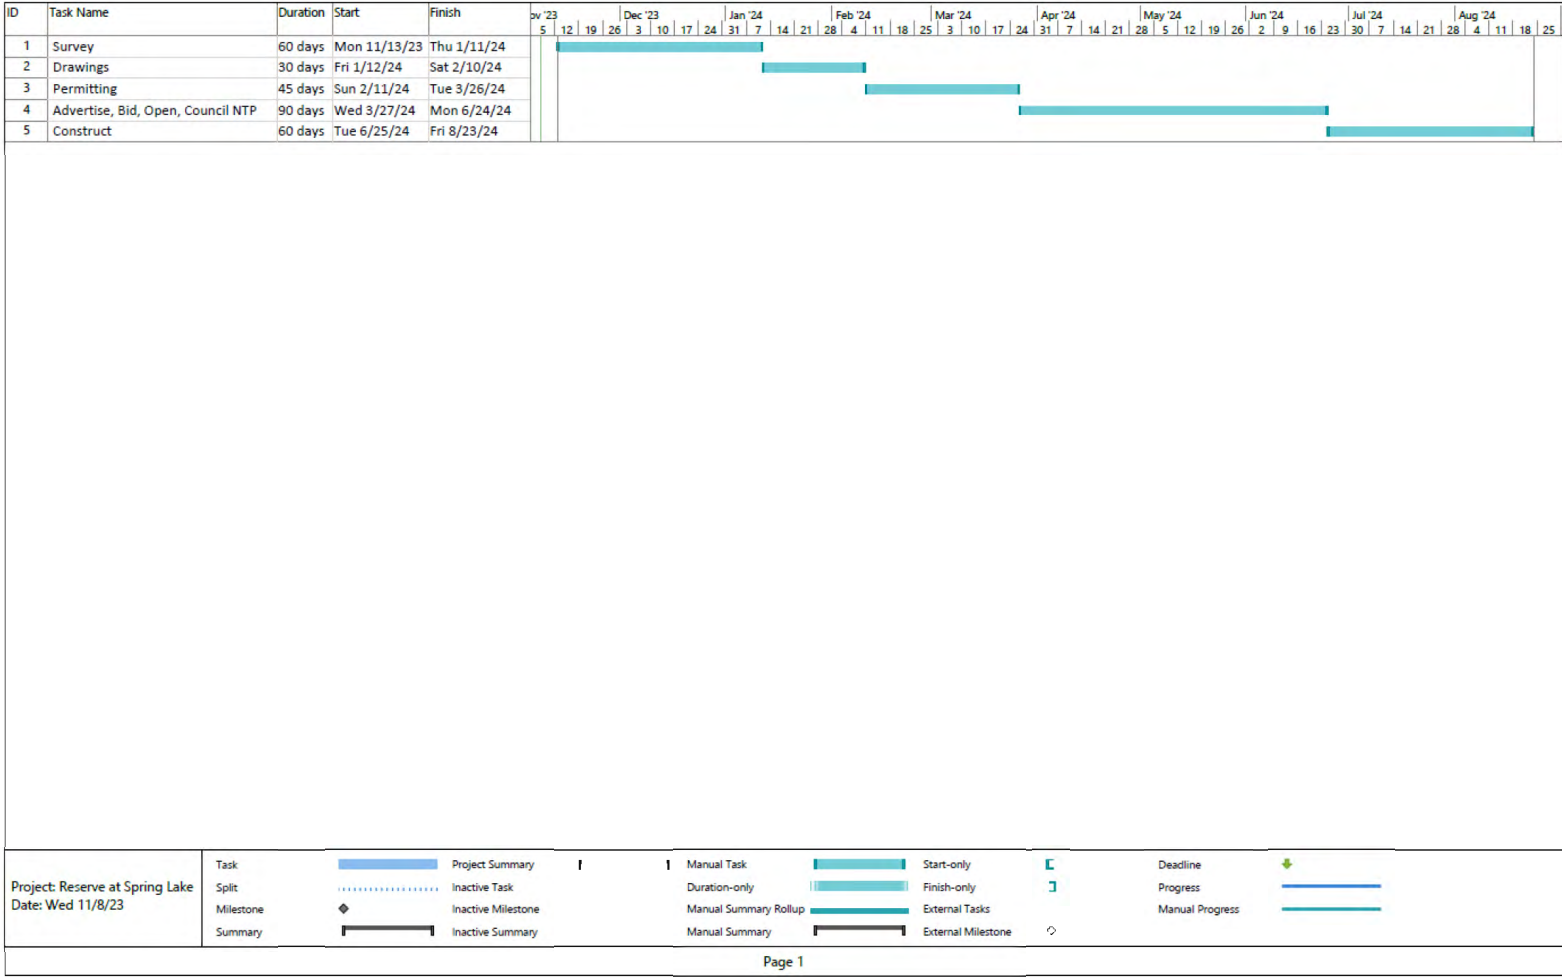 ID Task Name Duration Start Finish
ov '23 Dec '23 Jan '24 Feb '24 Mar '24 Apr '24 May '24 Jun '24 Jul '24 Aug '24
5 12 19 26 3 10 17 24 31 7 14 21 28 4 11 18 25 3 10 17 24 31 7 14 21 28 5 12 19 26 2 9 16 23 30 7 14 21 28 4 11 18 25
1 Survey 60 days Mon 11/13/23 Thu 1/11/24
2 Drawings 30 days Fri 1/12/24 Sat 2/10/24
3 Permitting 45 days Sun 2/11/24 Tue 3/26/24
4 Advertise, Bid, Open, Council NTP 90 days Wed 3/27/24 Mon 6/24/24
5 Construct 60 days Tue 6/25/24 Fri 8/23/24
Project: Reserve at Spring Lake
Date: Wed 11/8/23
Task Project Summary Manual Task Start-only Deadline
Split Inactive Task Duration-only Finish-only Progress
Milestone Inactive Milestone Manual Summary Rollup External Tasks Manual Progress
Summary Inactive Summary Manual Summary External Milestone
Page 1